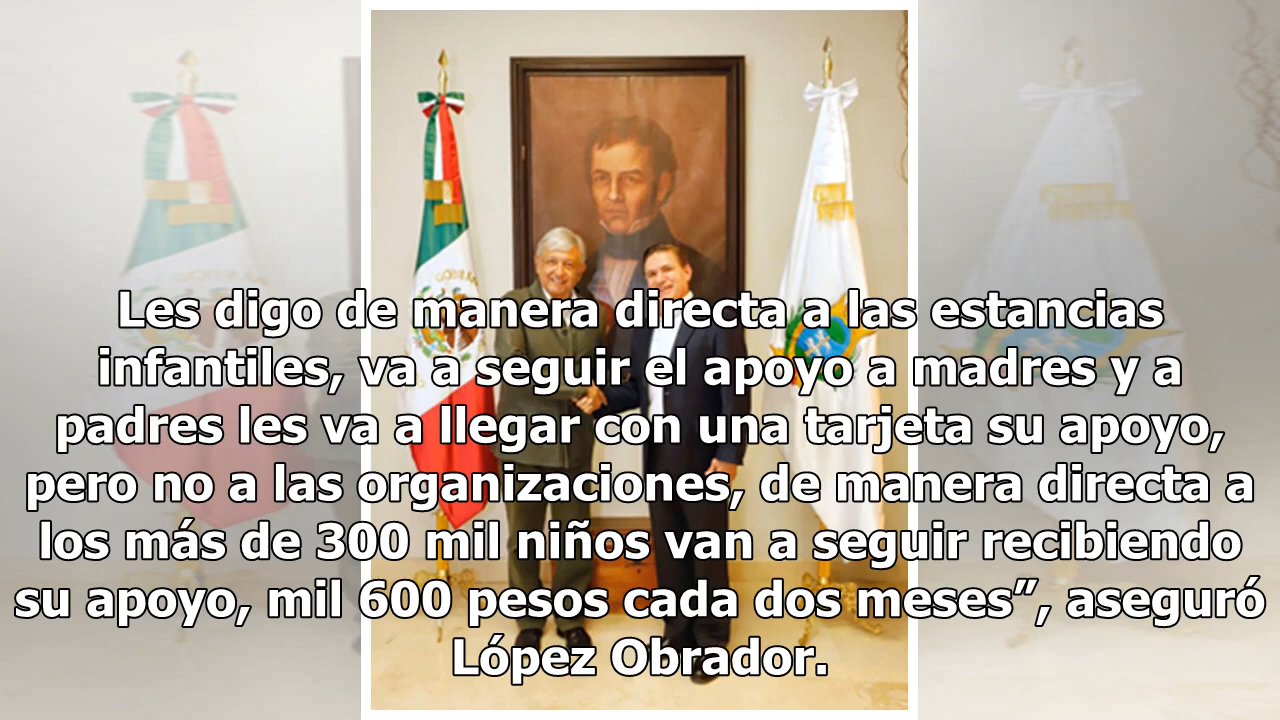 Les digo de manera directa a las estancias
infantiles, va a seguir el apoyo a madres y a
padres les va a llegar con una tarjeta su apoyo,
pero no a las organizaciones, de manera directa a
los más de 300 mil niños van a seguir recibiendo
su apoyo, mil 600 pesos cada dos meses”, aseguró
López Obrador.